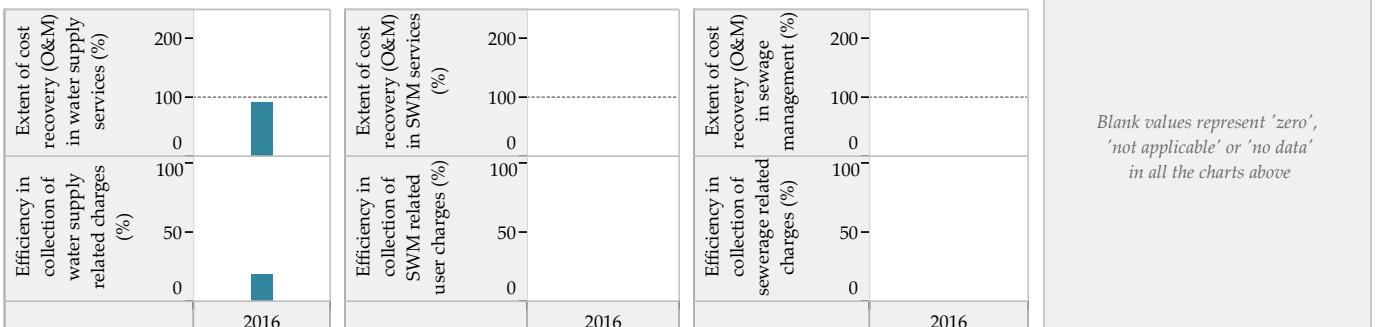 Extent of cost
recovery (O&M)
in water supply
services (%)
200
100
0
Efficiency in
collection of
water supply
related charges
(%)
100
50
0
2016
Extent of cost
recovery (O&M)
in SWM services
(%)
200
100
0
Efficiency in
collection of
SWM related
user charges (%)
100
50
0
2016
Extent of cost
recovery (O&M)
in sewage
management (%)
200
100
0
Efficiency in
collection of
sewerage related
charges (%)
100
50
0
2016
Blank values represent 'zero',
'not applicable' or 'no data'
in all the charts above